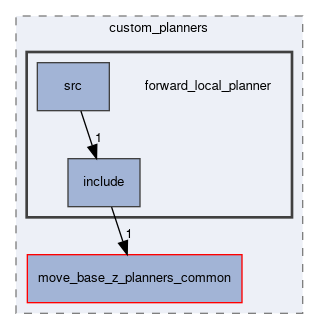 custom_planners
src
forward_local_planner
1
include
1
move_base_z_planners_common